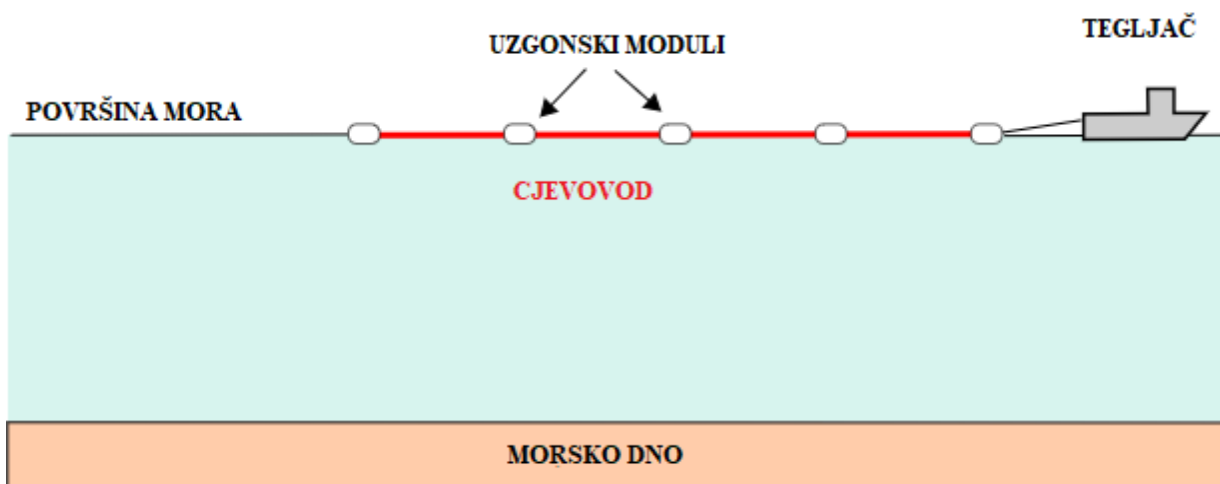 TEGLJAČ
UZGONSKI MODULI
POVRŠINA MORA
CJEVOVOD
MORSKO DNO